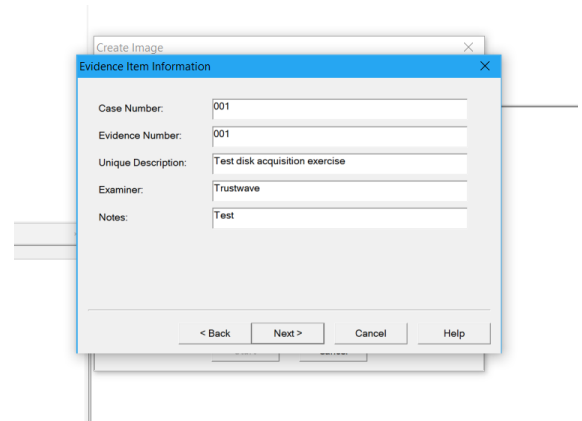 Create Image
Evidence Item Information
Case Number: 001
Evidence Number: 001
Unique Description: Test disk acquisition exercise
Examiner: Trustwave
Notes: Test
< Back Next > Cancel Help